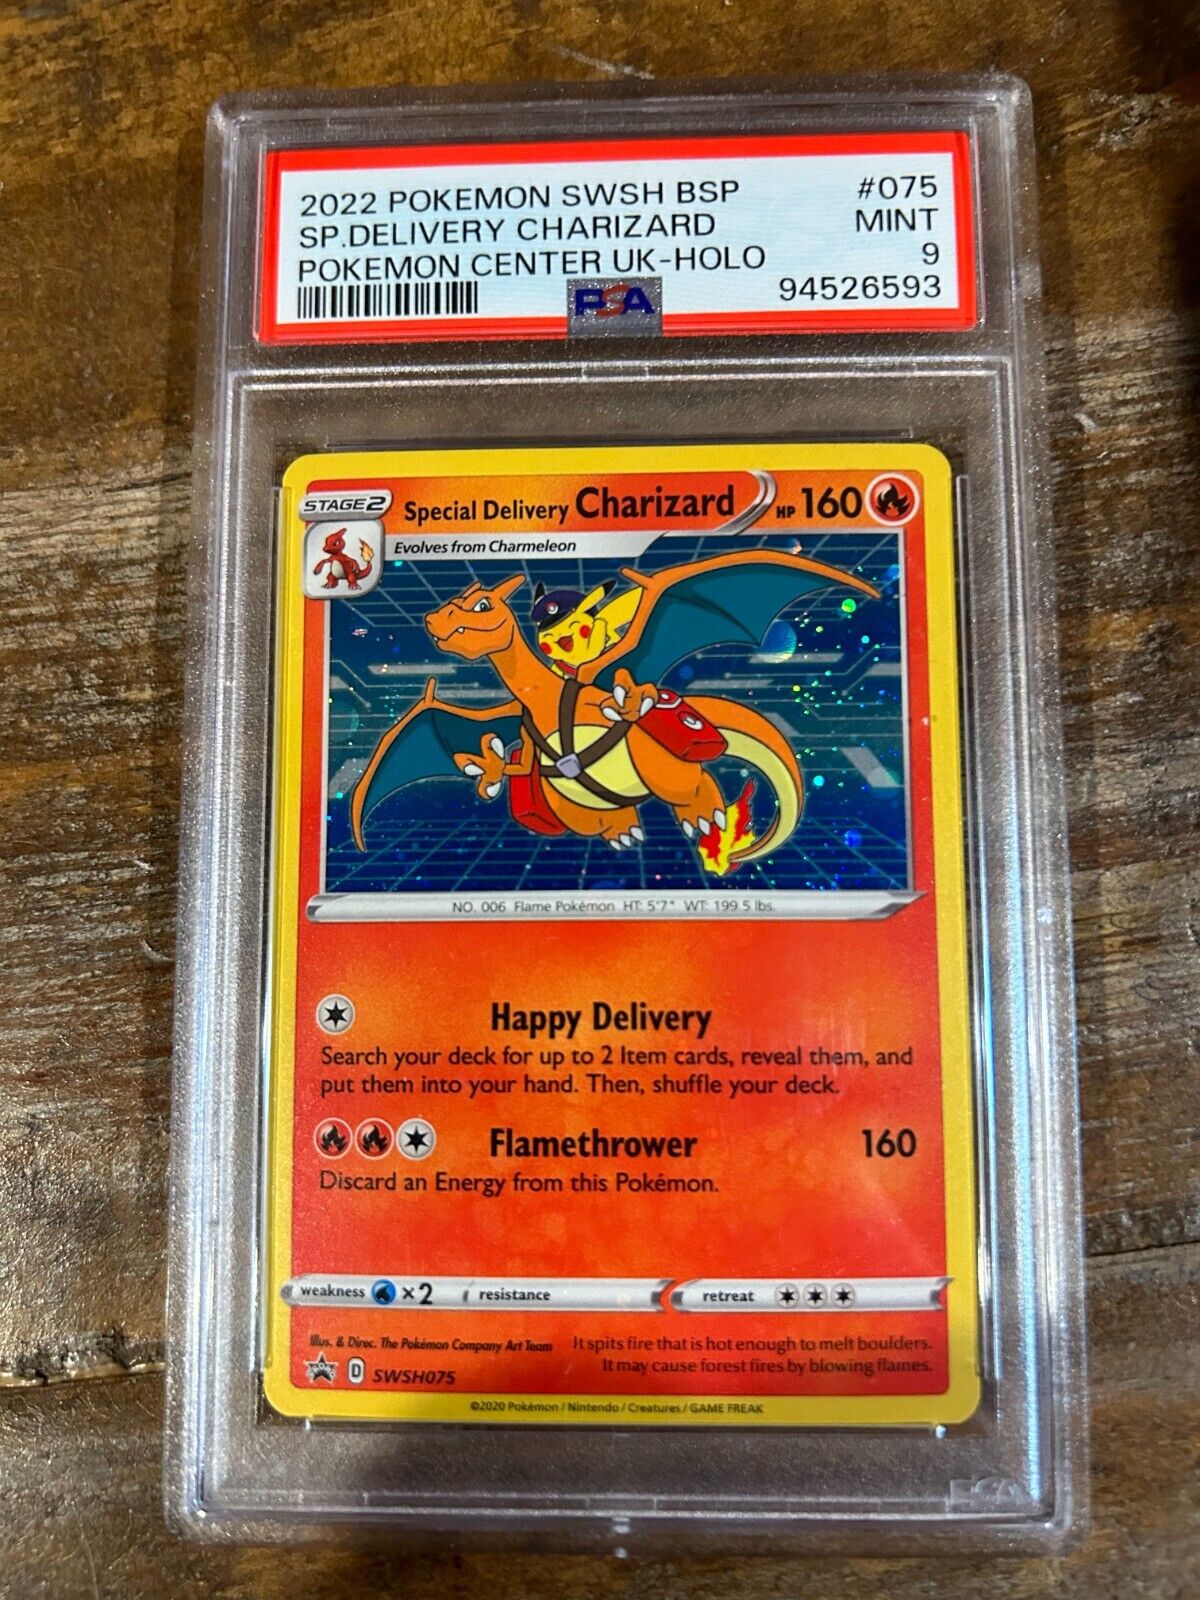 2022 POKEMON SWSH BSP #075
SP.DELIVERY CHARIZARD MINT
POKEMON CENTER UK-HOLO 9
PSA 94526593
STAGE2 Special Delivery Charizard HP 160
Evolves from Charmeleon
NO. 006 Flame Pokémon HT: 5'7" WT: 199.5 lbs.
Happy Delivery
Search your deck for up to 2 Item cards, reveal them, and
put them into your hand. Then, shuffle your deck.
Flamethrower 160
Discard an Energy from this Pokémon.
weakness ×2 resistance retreat
Illus. & Direc. The Pokémon Company Art Team
It spits fire that is hot enough to melt boulders.
It may cause forest fires by blowing flames.
D SWSH075
©2020 Pokémon / Nintendo / Creatures / GAME FREAK
PSA